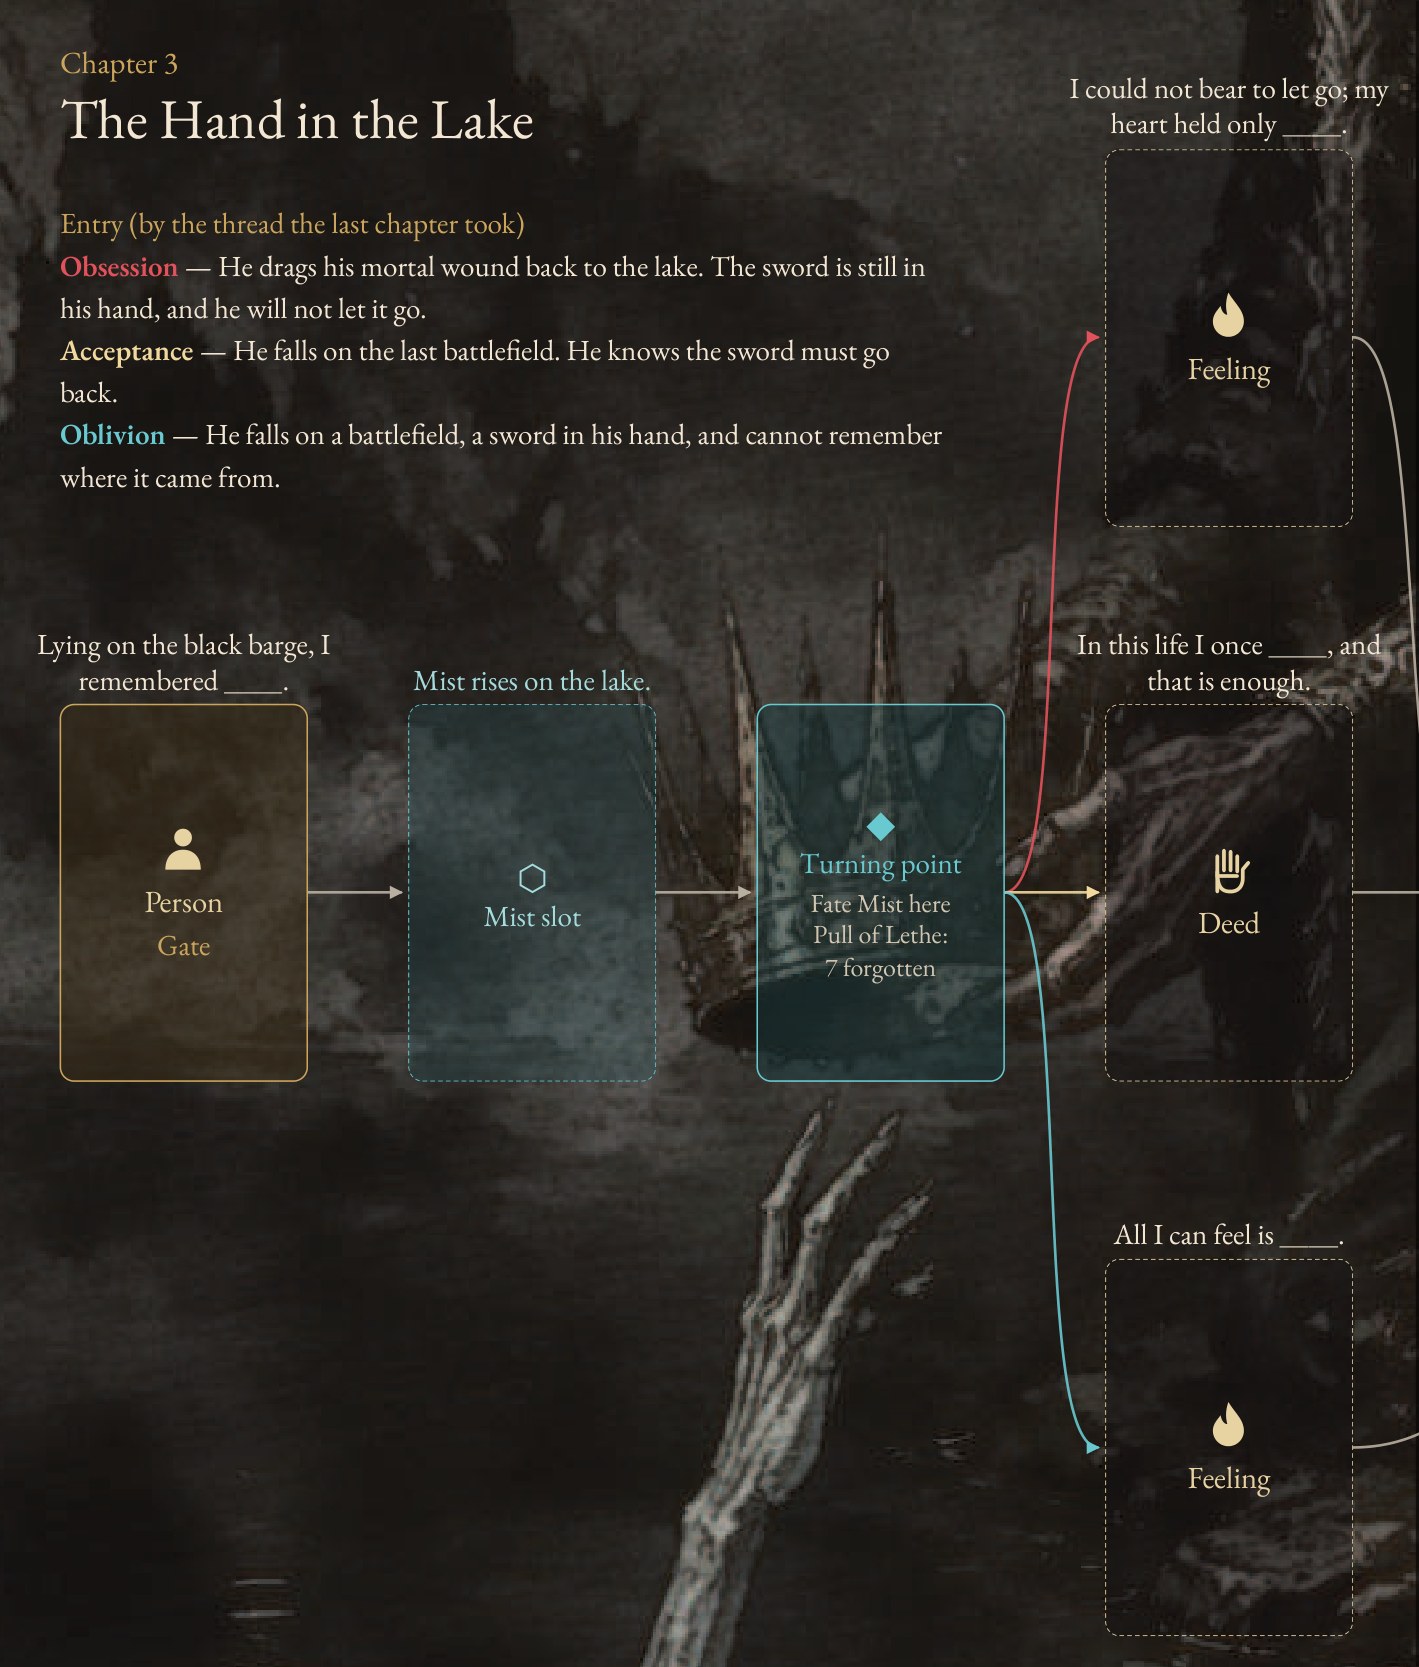 Chapter 3
The Hand in the Lake
Entry (by the thread the last chapter took)
Obsession — He drags his mortal wound back to the lake. The sword is still in
his hand, and he will not let it go.
Acceptance — He falls on the last battlefield. He knows the sword must go
back.
Oblivion — He falls on a battlefield, a sword in his hand, and cannot remember
where it came from.
Lying on the black barge, I
remembered _____.
Person
Gate
Mist rises on the lake.
Mist slot
Turning point
Fate Mist here
Pull of Lethe:
7 forgotten
I could not bear to let go; my
heart held only _____.
Feeling
In this life I once _____, and
that is enough.
Deed
All I can feel is _____.
Feeling